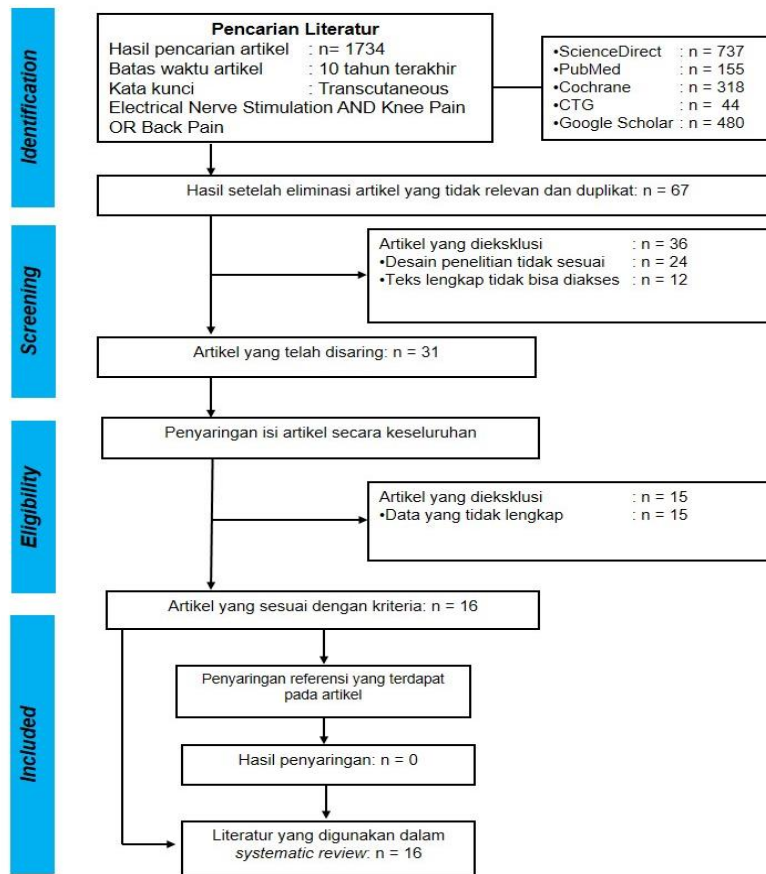 Identification
Pencarian Literatur
Hasil pencarian artikel : n= 1734
Batas waktu artikel : 10 tahun terakhir
Kata kunci : Transcutaneous
Electrical Nerve Stimulation AND Knee Pain
OR Back Pain
•ScienceDirect : n = 737
•PubMed : n = 155
•Cochrane : n = 318
•CTG : n = 44
•Google Scholar : n = 480
Hasil setelah eliminasi artikel yang tidak relevan dan duplikat: n = 67
Screening
Artikel yang dieksklusi : n = 36
•Desain penelitian tidak sesuai : n = 24
•Teks lengkap tidak bisa diakses : n = 12
Artikel yang telah disaring: n = 31
Eligibility
Penyaringan isi artikel secara keseluruhan
Artikel yang dieksklusi : n = 15
•Data yang tidak lengkap : n = 15
Artikel yang sesuai dengan kriteria: n = 16
Included
Penyaringan referensi yang terdapat
pada artikel
Hasil penyaringan: n = 0
Literatur yang digunakan dalam
systematic review: n = 16